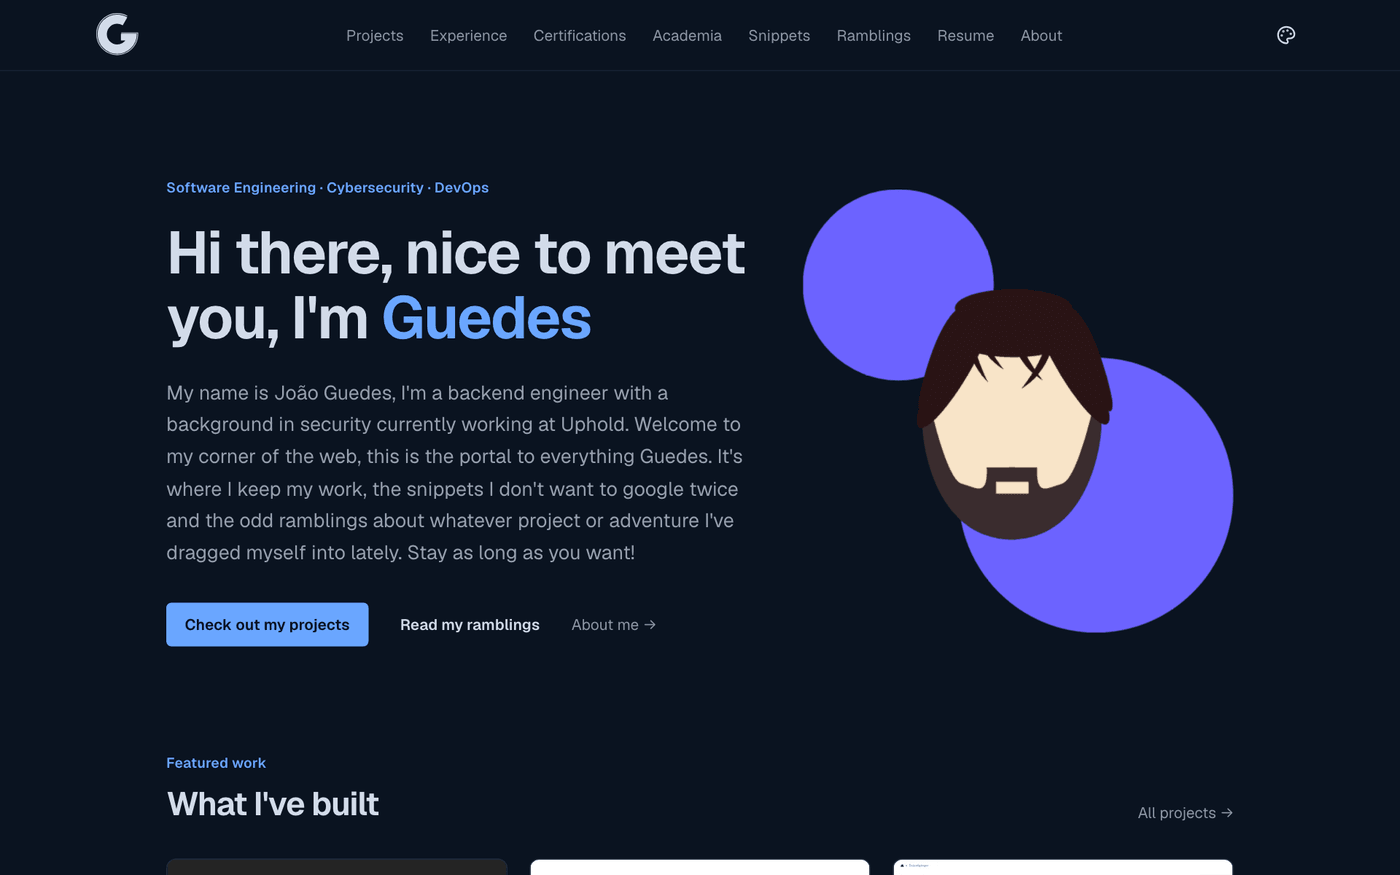 G
Projects Experience Certifications Academia Snippets Ramblings Resume About
Software Engineering · Cybersecurity · DevOps
Hi there, nice to meet
you, I'm Guedes
My name is João Guedes, I'm a backend engineer with a
background in security currently working at Uphold. Welcome to
my corner of the web, this is the portal to everything Guedes. It's
where I keep my work, the snippets I don't want to google twice
and the odd ramblings about whatever project or adventure I've
dragged myself into lately. Stay as long as you want!
Check out my projects Read my ramblings About me →
Featured work
What I've built
All projects →